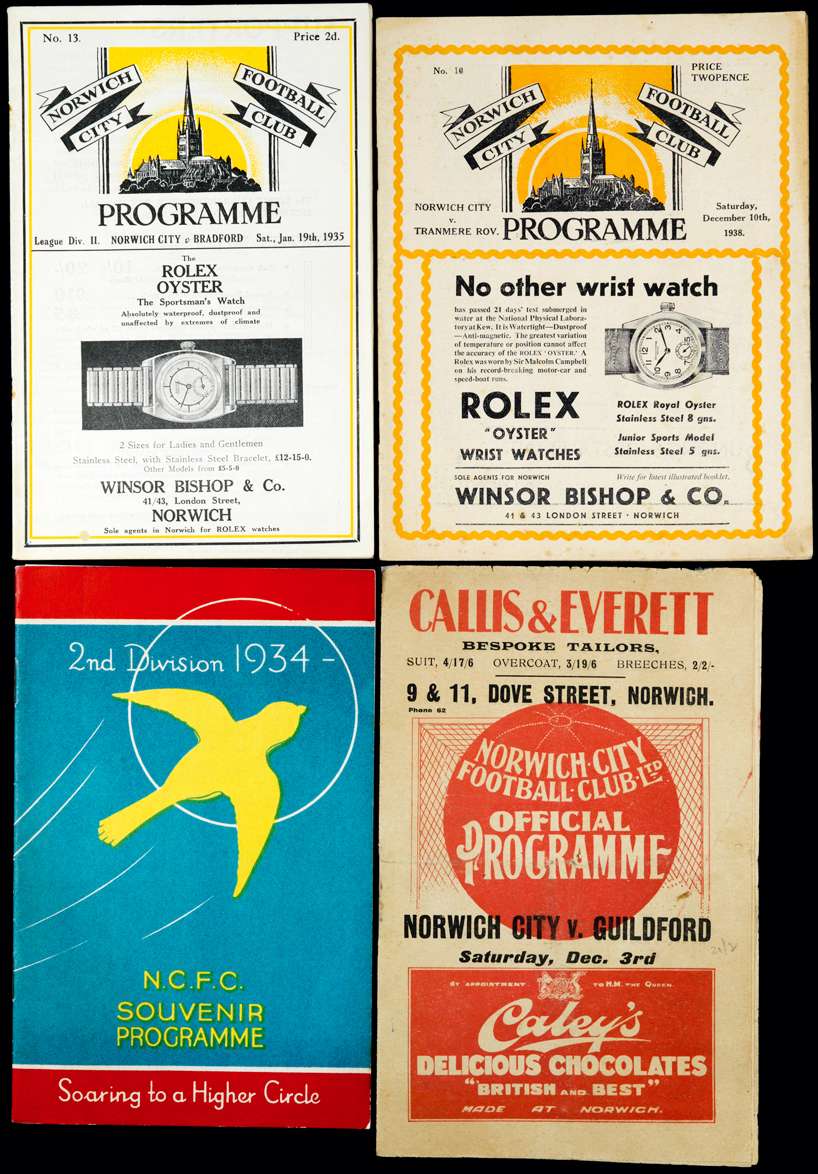 No. 13.
Price 2d.
NORWICH CITY
FOOTBALL CLUB
PROGRAMME
League Div. II. NORWICH CITY v BRADFORD Sat., Jan. 19th, 1935
The
ROLEX
OYSTER
The Sportsman's Watch
Absolutely waterproof, dustproof and
unaffected by extremes of climate
2 Sizes for Ladies and Gentlemen
Stainless Steel, with Stainless Steel Bracelet, £12-15-0.
Other Models from £5-5-0
WINSOR BISHOP & Co.
41/43, London Street,
NORWICH
Sole agents in Norwich for ROLEX watches
No. 10
PRICE
TWOPENCE
NORWICH CITY
FOOTBALL CLUB
NORWICH CITY
v.
TRANMERE ROV.
PROGRAMME
Saturday,
December 10th,
1938.
No other wrist watch
has passed 21 days' test submerged in
water at the National Physical Labora-
tory at Kew. It is Watertight—Dustproof
—Anti-magnetic. The greatest variation
of temperature or position cannot affect
the accuracy of the ROLEX 'OYSTER.' A
Rolex was worn by Sir Malcolm Campbell
on his record-breaking motor-car and
speed-boat runs.
ROLEX
"OYSTER"
WRIST WATCHES
ROLEX Royal Oyster
Stainless Steel 8 gns.
Junior Sports Model
Stainless Steel 5 gns.
SOLE AGENTS FOR NORWICH
Write for latest illustrated booklet.
WINSOR BISHOP & CO.
41 & 43 LONDON STREET · NORWICH
2nd Division 1934 -
N.C.F.C.
SOUVENIR
PROGRAMME
Soaring to a Higher Circle
CALLIS & EVERETT
BESPOKE TAILORS,
SUIT, 4/17/6 OVERCOAT, 3/19/6 BREECHES, 2/2/-
9 & 11, DOVE STREET, NORWICH.
Phone 62
NORWICH·CITY
FOOTBALL·CLUB·LTD
OFFICIAL
PROGRAMME
NORWICH CITY v. GUILDFORD
Saturday, Dec. 3rd
BY APPOINTMENT TO H.M. THE QUEEN.
Caley's
DELICIOUS CHOCOLATES
"BRITISH AND BEST"
MADE AT NORWICH.